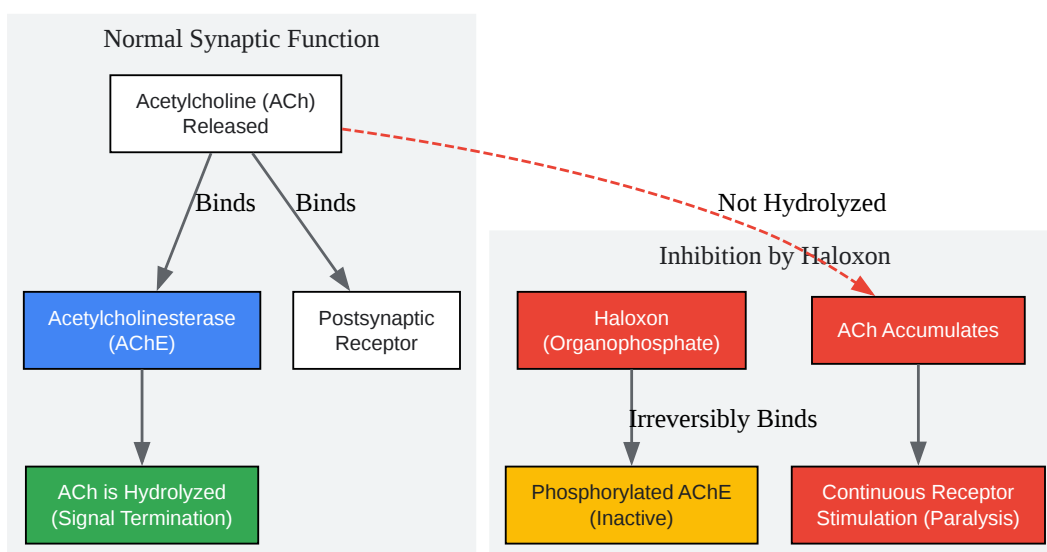 Normal Synaptic Function
Acetylcholine (ACh)
Released
Binds
Binds
Not Hydrolyzed
Inhibition by Haloxon
Acetylcholinesterase
(AChE)
Postsynaptic
Receptor
Haloxon
(Organophosphate)
ACh Accumulates
Irreversibly Binds
ACh is Hydrolyzed
(Signal Termination)
Phosphorylated AChE
(Inactive)
Continuous Receptor
Stimulation (Paralysis)